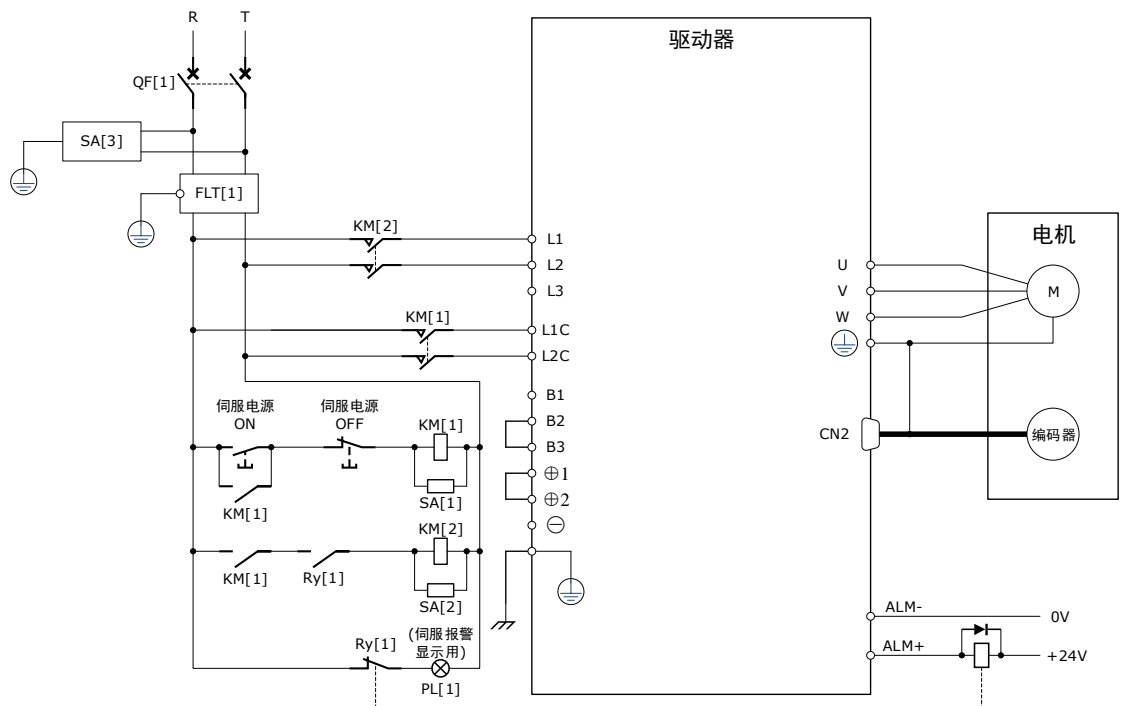 R T
驱动器
QF[1]
SA[3]
FLT[1]
KM[2]
电机
L1
L2
U
L3
V
M
W
KM[1]
L1C
L2C
B1
伺服电源
ON
伺服电源
OFF
KM[1]
B2
B3
CN2
编码器
⊕1
SA[1]
⊕2
KM[1]
⊖
KM[2]
KM[1]
Ry[1]
SA[2]
ALM-
0V
Ry[1]
(伺服报警
显示用)
ALM+
+24V
PL[1]